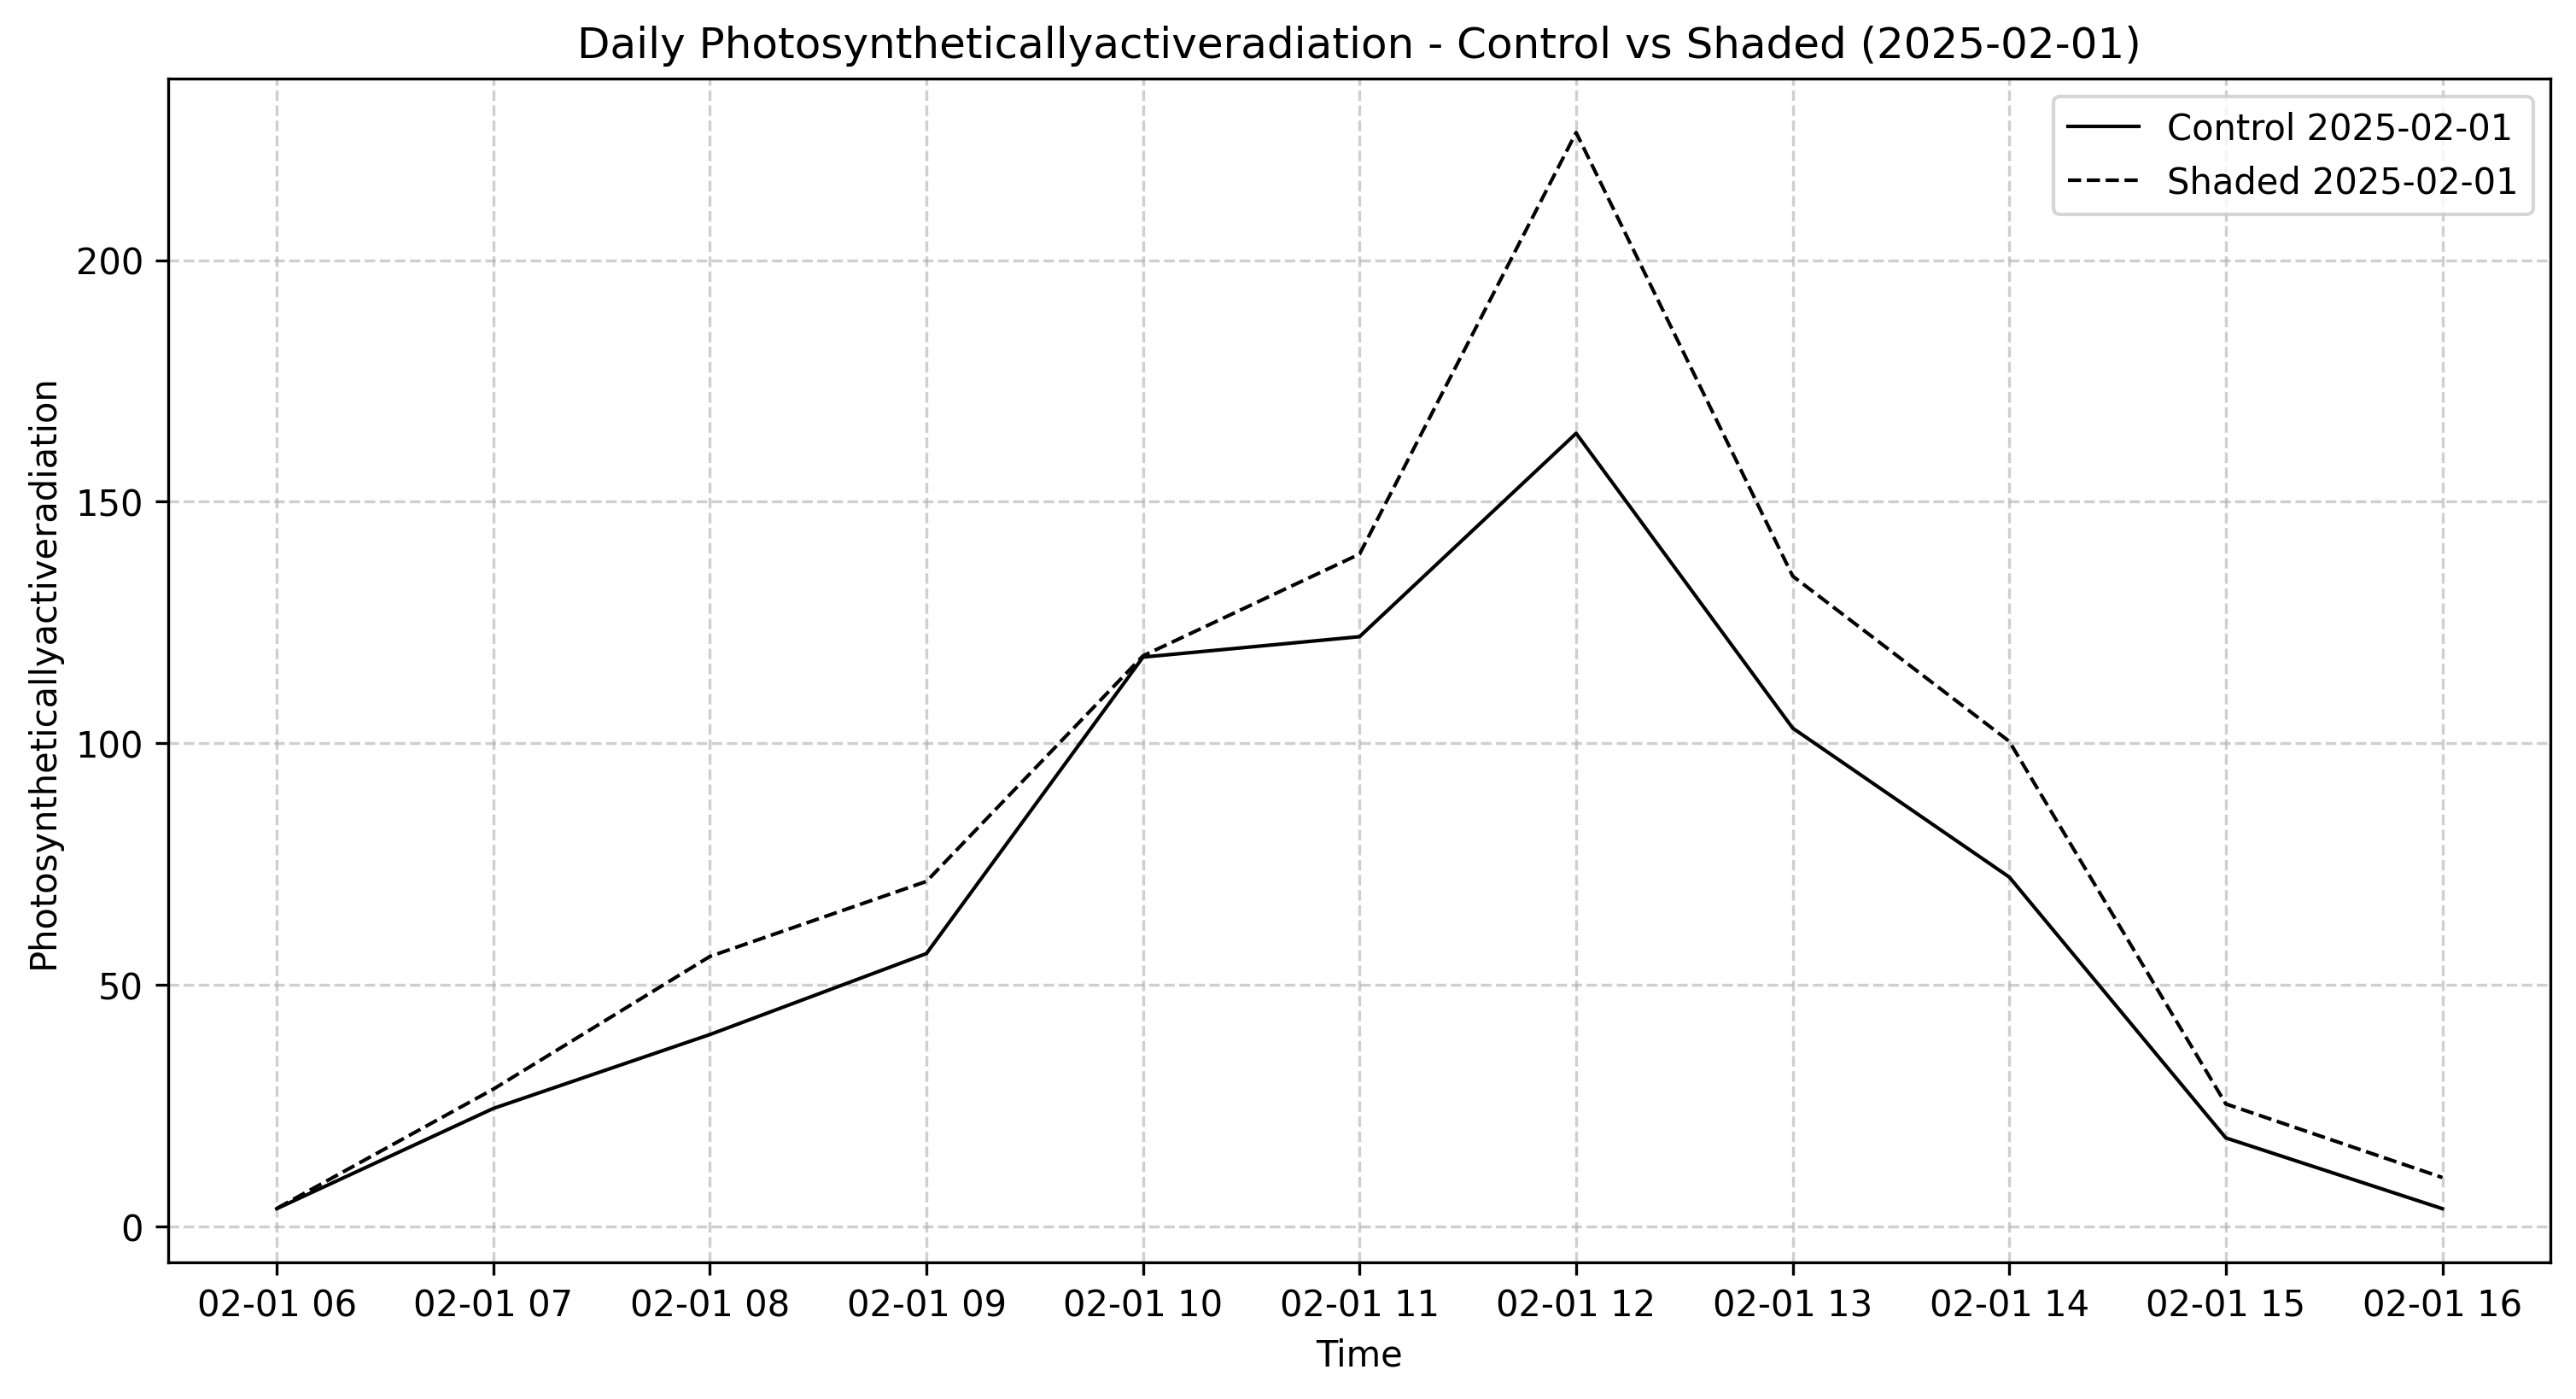 Daily Photosyntheticallyactiveradiation - Control vs Shaded (2025-02-01)
Control 2025-02-01
Shaded 2025-02-01
Photosyntheticallyactiveradiation
200
150
100
50
0
02-01 06 02-01 07 02-01 08 02-01 09 02-01 10 02-01 11 02-01 12 02-01 13 02-01 14 02-01 15 02-01 16
Time